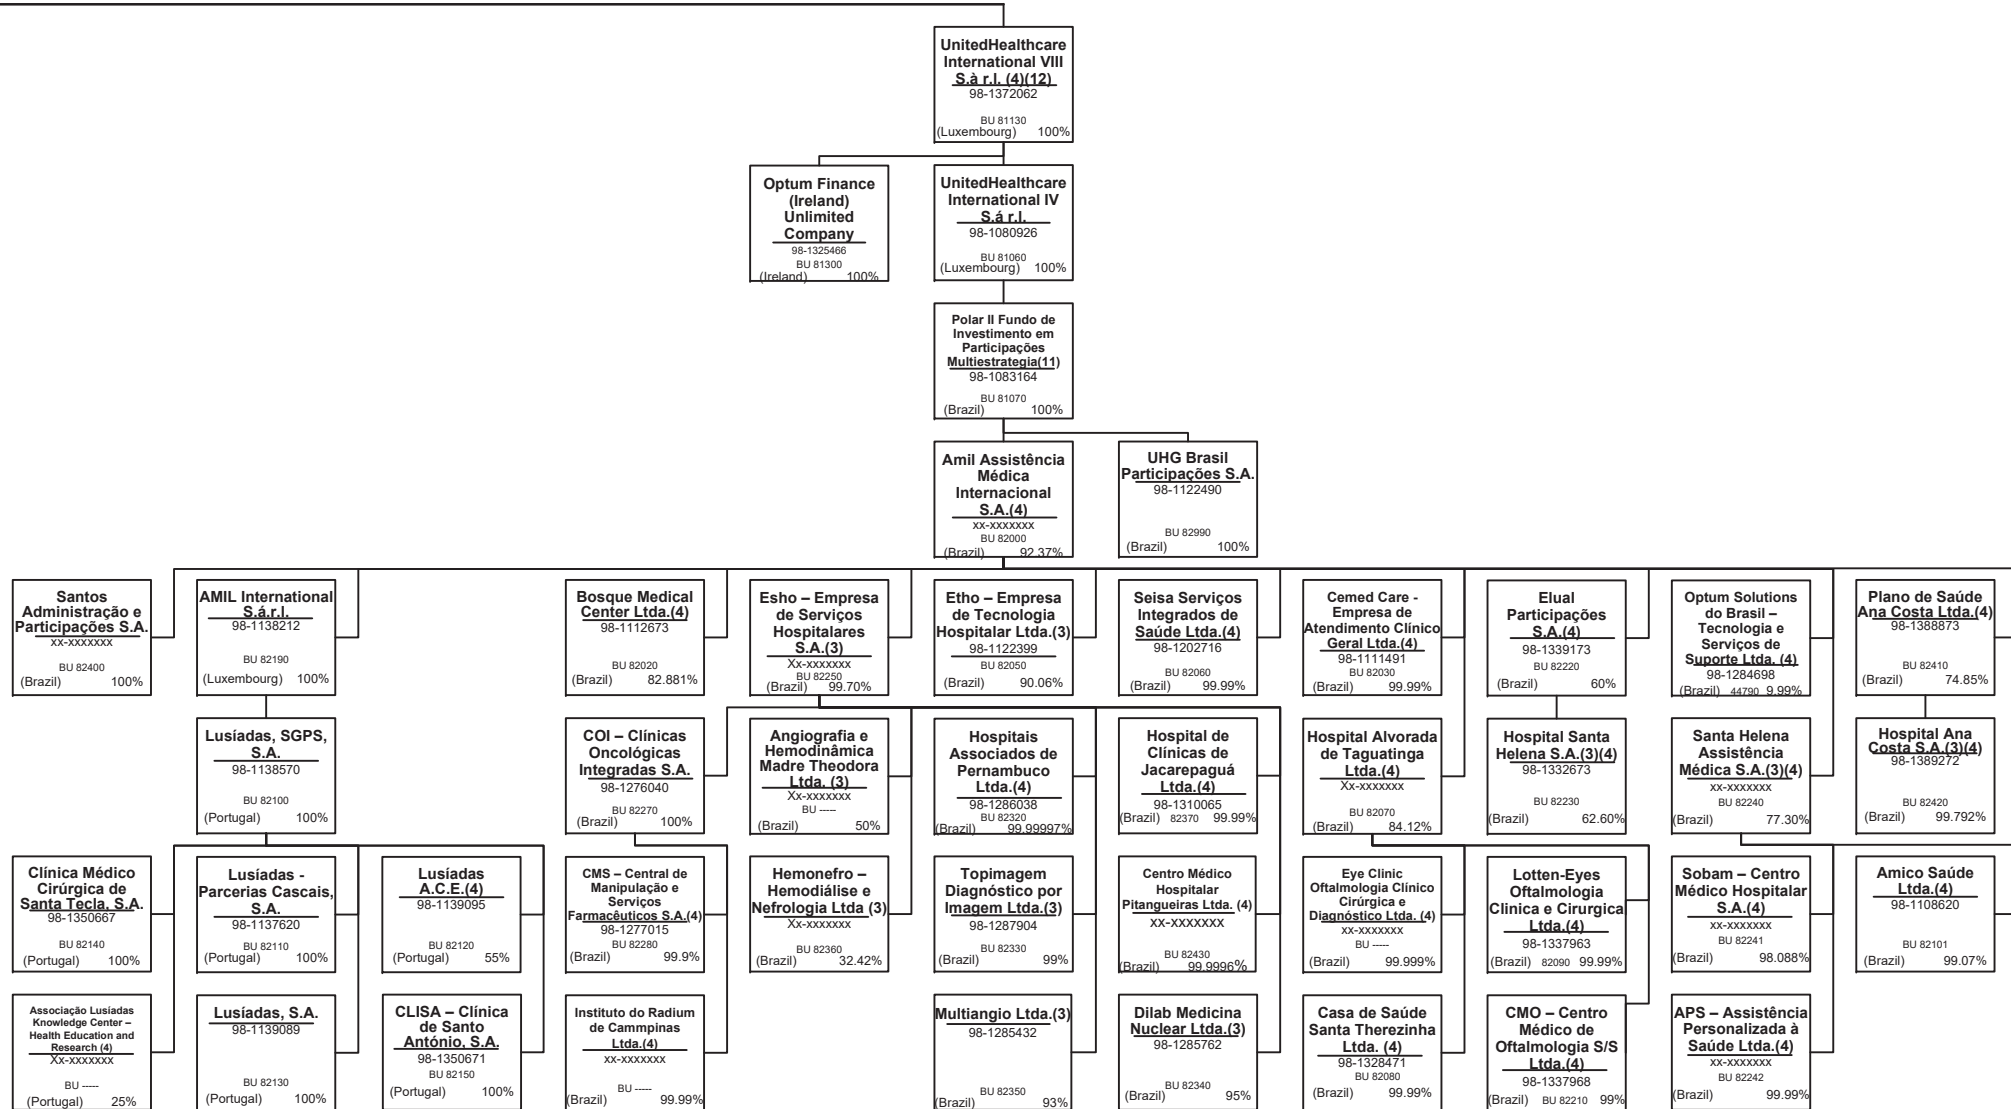 UnitedHealthcare
International VIII
S.à r.l. (4)(12)
98-1372062
BU 81130
(Luxembourg) 100%
Optum Finance
(Ireland)
Unlimited
Company
98-1325466
BU 81300
(Ireland) 100%
UnitedHealthcare
International IV
S.á r.l.
98-1080926
BU 81060
(Luxembourg) 100%
Polar II Fundo de
Investimento em
Participações
Multiestrategia(11)
98-1083164
BU 81070
(Brazil) 100%
Amil Assistência
Médica
Internacional
S.A.(4)
xx-xxxxxxx
BU 82000
(Brazil) 92.37%
UHG Brasil
Participações S.A.
98-1122490
BU 82990
(Brazil) 100%
Santos
Administração e
Participações S.A.
xx-xxxxxxx
BU 82400
(Brazil) 100%
AMIL International
S.á.r.l.
98-1138212
BU 82190
(Luxembourg) 100%
Bosque Medical
Center Ltda.(4)
98-1112673
BU 82020
(Brazil) 82.881%
Esho – Empresa
de Serviços
Hospitalares
S.A.(3)
Xx-xxxxxxx
BU 82250
(Brazil) 99.70%
Etho – Empresa
de Tecnologia
Hospitalar Ltda.(3)
98-1122399
BU 82050
(Brazil) 90.06%
Seisa Serviços
Integrados de
Saúde Ltda.(4)
98-1202716
BU 82060
(Brazil) 99.99%
Cemed Care -
Empresa de
Atendimento Clínico
Geral Ltda.(4)
98-1111491
BU 82030
(Brazil) 99.99%
Elual
Participações
S.A.(4)
98-1339173
BU 82220
(Brazil) 60%
Optum Solutions
do Brasil –
Tecnologia e
Serviços de
Suporte Ltda. (4)
98-1284698
(Brazil) 44790 9.99%
Plano de Saúde
Ana Costa Ltda.(4)
98-1388873
BU 82410
(Brazil) 74.85%
Lusíadas, SGPS,
S.A.
98-1138570
BU 82100
(Portugal) 100%
COI – Clínicas
Oncológicas
Integradas S.A.
98-1276040
BU 82270
(Brazil) 100%
Angiografia e
Hemodinâmica
Madre Theodora
Ltda. (3)
Xx-xxxxxxx
BU -----
(Brazil) 50%
Hospitais
Associados de
Pernambuco
Ltda.(4)
98-1286038
BU 82320
(Brazil) 99.99997%
Hospital de
Clínicas de
Jacarepaguá
Ltda.(4)
98-1310065
(Brazil) 82370 99.99%
Hospital Alvorada
de Taguatinga
Ltda.(4)
Xx-xxxxxxx
BU 82070
(Brazil) 84.12%
Hospital Santa
Helena S.A.(3)(4)
98-1332673
BU 82230
(Brazil) 62.60%
Santa Helena
Assistência
Médica S.A.(3)(4)
xx-xxxxxxx
BU 82240
(Brazil) 77.30%
Hospital Ana
Costa S.A.(3)(4)
98-1389272
BU 82420
(Brazil) 99.792%
Clínica Médico
Cirúrgica de
Santa Tecla, S.A.
98-1350667
BU 82140
(Portugal) 100%
Lusíadas -
Parcerias Cascais,
S.A.
98-1137620
BU 82110
(Portugal) 100%
Lusíadas
A.C.E.(4)
98-1139095
BU 82120
(Portugal) 55%
CMS – Central de
Manipulação e
Serviços
Farmacêuticos S.A.(4)
98-1277015
BU 82280
(Brazil) 99.9%
Hemonefro –
Hemodiálise e
Nefrologia Ltda (3)
Xx-xxxxxxx
BU 82360
(Brazil) 32.42%
Topimagem
Diagnóstico por
Imagem Ltda.(3)
98-1287904
BU 82330
(Brazil) 99%
Centro Médico
Hospitalar
Pitangueiras Ltda. (4)
xx-xxxxxxx
BU 82430
(Brazil) 99.9996%
Eye Clinic
Oftalmologia Clínico
Cirúrgica e
Diagnóstico Ltda. (4)
xx-xxxxxxx
BU -----
(Brazil) 99.999%
Lotten-Eyes
Oftalmologia
Clinica e Cirurgica
Ltda.(4)
98-1337963
(Brazil) 82090 99.99%
Sobam – Centro
Médico Hospitalar
S.A.(4)
xx-xxxxxxx
BU 82241
(Brazil) 98.088%
Amico Saúde
Ltda.(4)
98-1108620
BU 82101
(Brazil) 99.07%
Associação Lusíadas
Knowledge Center –
Health Education and
Research (4)
Xx-xxxxxxx
BU -----
(Portugal) 25%
Lusíadas, S.A.
98-1139089
BU 82130
(Portugal) 100%
CLISA – Clínica
de Santo
António, S.A.
98-1350671
BU 82150
(Portugal) 100%
Instituto do Radium
de Cammpinas
Ltda.(4)
xx-xxxxxxx
BU -----
(Brazil) 99.99%
Multiangio Ltda.(3)
98-1285432
BU 82350
(Brazil) 93%
Dilab Medicina
Nuclear Ltda.(3)
98-1285762
BU 82340
(Brazil) 95%
Casa de Saúde
Santa Therezinha
Ltda. (4)
98-1328471
BU 82080
(Brazil) 99.99%
CMO – Centro
Médico de
Oftalmologia S/S
Ltda.(4)
98-1337968
(Brazil) BU 82210 99%
APS – Assistência
Personalizada à
Saúde Ltda.(4)
xx-xxxxxxx
BU 82242
(Brazil) 99.99%